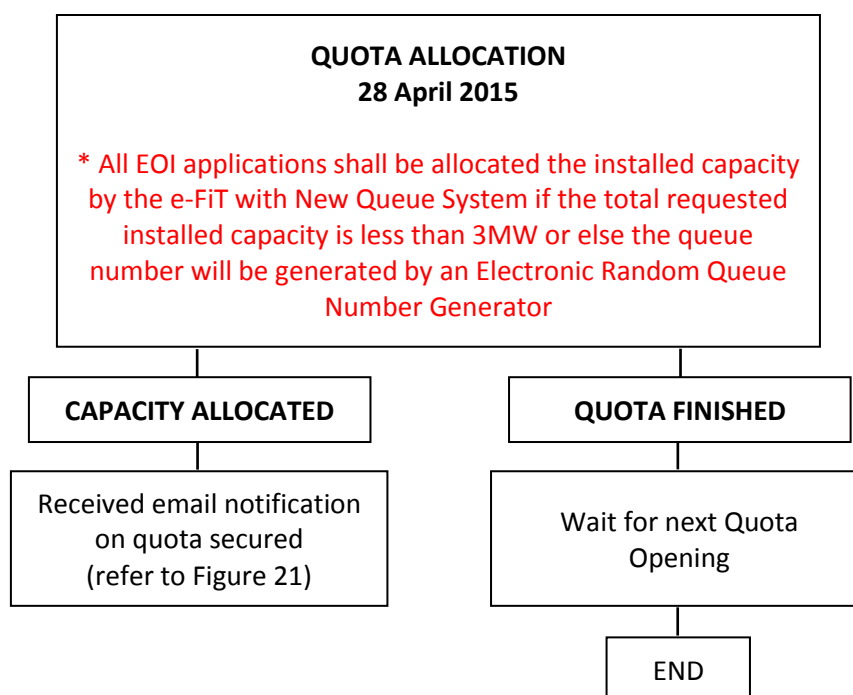 QUOTA ALLOCATION
28 April 2015
* All EOI applications shall be allocated the installed capacity
by the e-FiT with New Queue System if the total requested
installed capacity is less than 3MW or else the queue
number will be generated by an Electronic Random Queue
Number Generator
CAPACITY ALLOCATED
Received email notification
on quota secured
(refer to Figure 21)
QUOTA FINISHED
Wait for next Quota
Opening
END